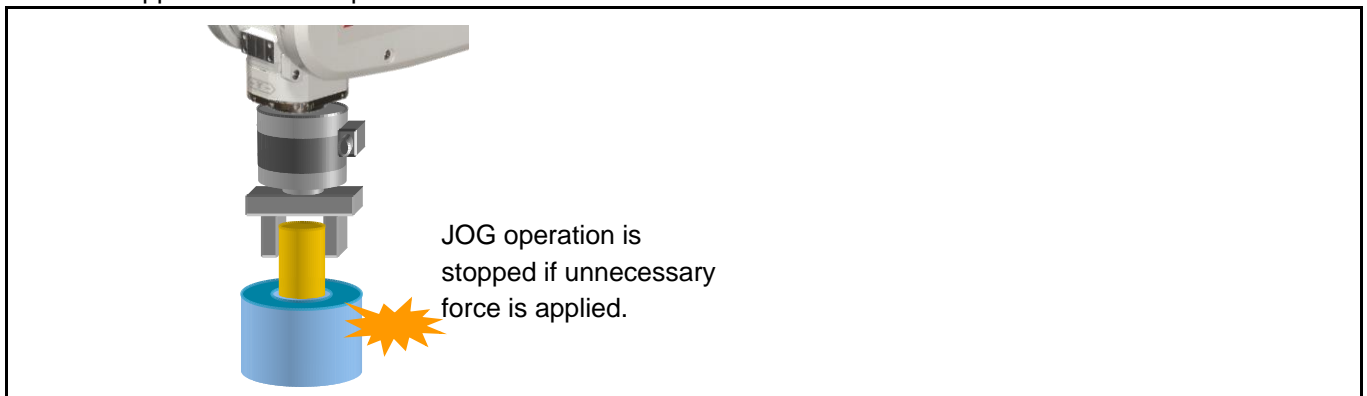 JOG operation is
stopped if unnecessary
force is applied.